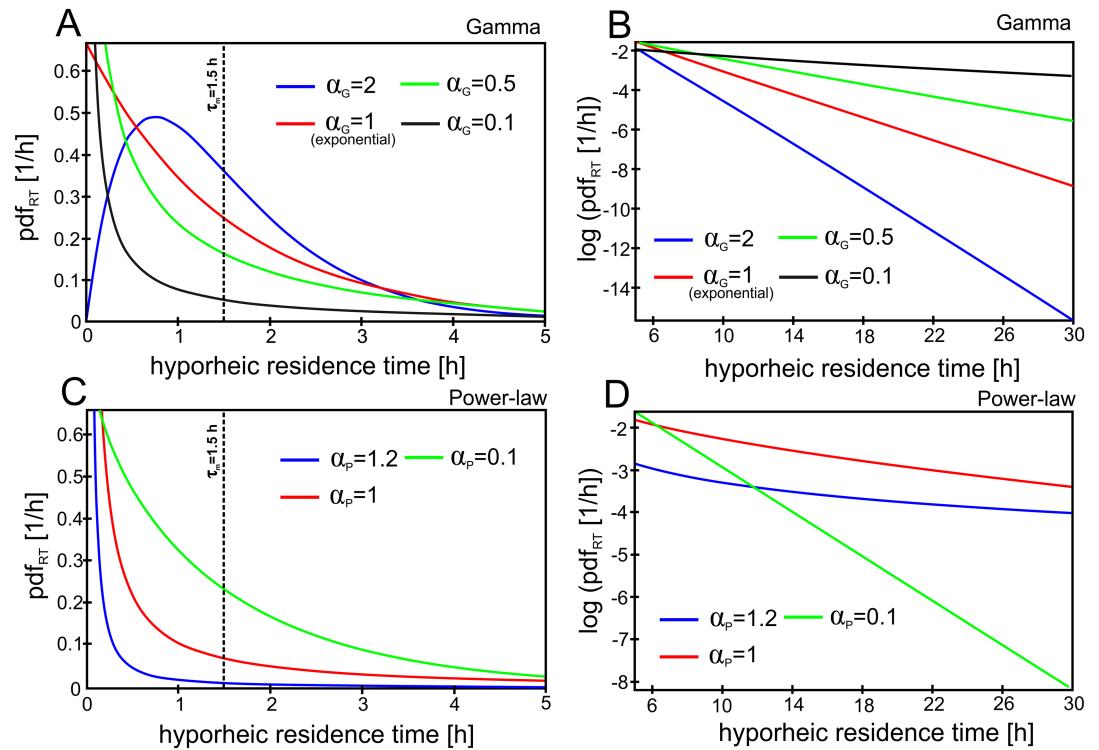 A
Gamma
pdf_RT [1/h]
0.6
0.5
0.4
0.3
0.2
0.1
0
τ_m=1.5 h
α_G=2
α_G=0.5
α_G=1
(exponential)
α_G=0.1
0 1 2 3 4 5
hyporheic residence time [h]
B
Gamma
log (pdf_RT [1/h])
-2
-4
-6
-8
-10
-12
-14
α_G=2
α_G=0.5
α_G=1
(exponential)
α_G=0.1
6 10 14 18 22 26 30
hyporheic residence time [h]
C
Power-law
pdf_RT [1/h]
0.6
0.5
0.4
0.3
0.2
0.1
0
τ_m=1.5 h
α_P=1.2
α_P=0.1
α_P=1
0 1 2 3 4 5
hyporheic residence time [h]
D
Power-law
log (pdf_RT [1/h])
-2
-3
-4
-5
-6
-7
-8
α_P=1.2
α_P=0.1
α_P=1
6 10 14 18 22 26 30
hyporheic residence time [h]